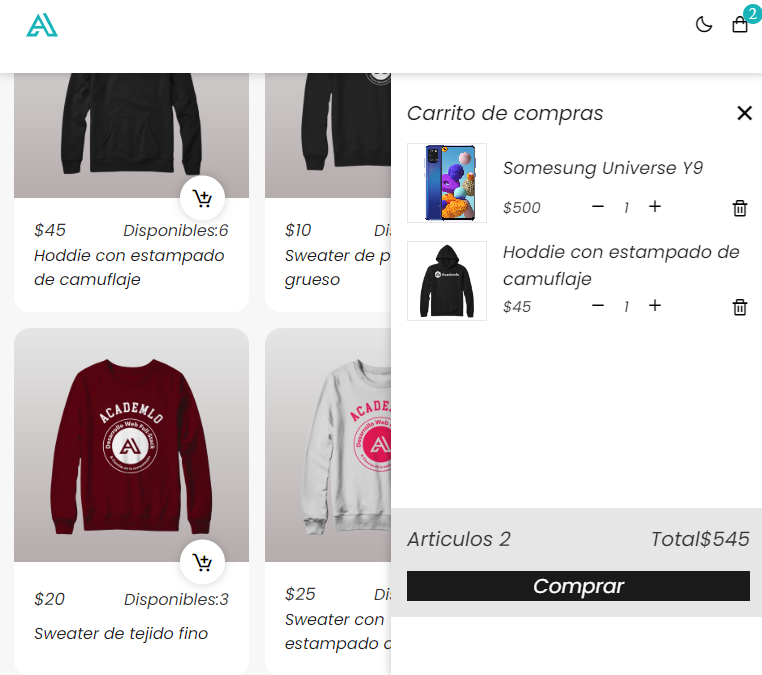 2
$45 Disponibles:6
Hoddie con estampado
de camuflaje
$10
Sweater de p
grueso
ACADEMLO
Desarrollo Web Full Stack
$20 Disponibles:3
Sweater de tejido fino
ACADE
Desarrollo Web
$25
Sweater con
estampado
Carrito de compras
Somesung Universe Y9
$500 1
Academlo
Hoddie con estampado de
camuflaje
$45 1
Articulos 2 Total$545
Comprar